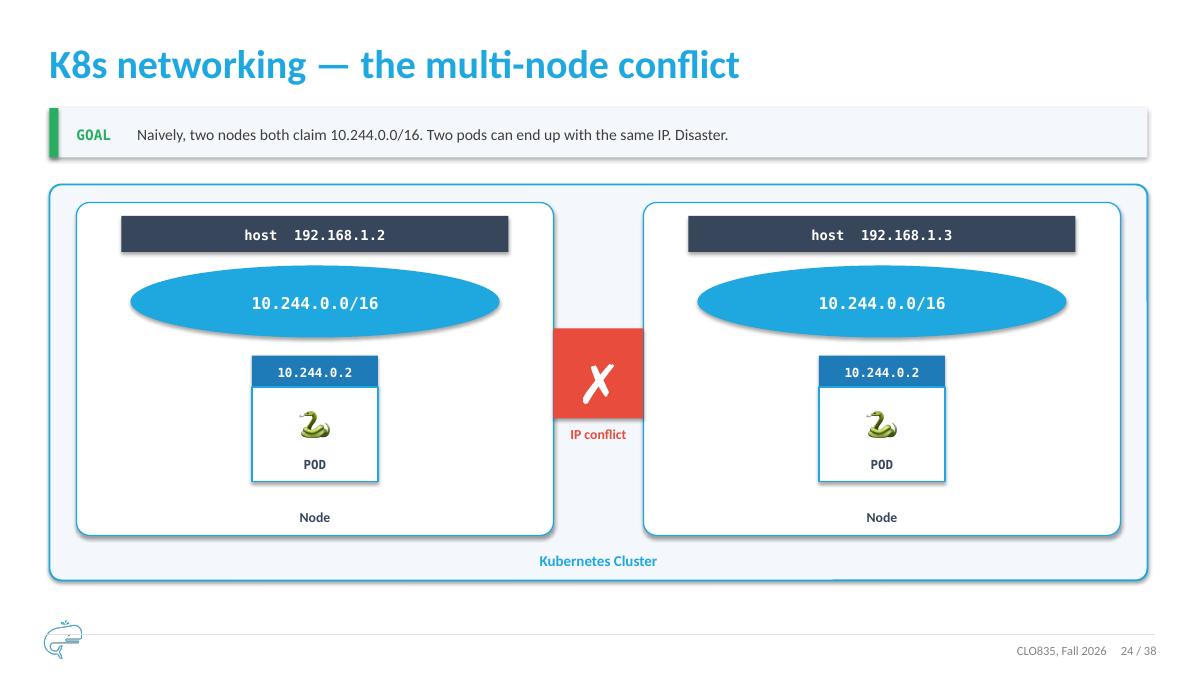 K8s networking — the multi-node conflict
GOAL Naively, two nodes both claim 10.244.0.0/16. Two pods can end up with the same IP. Disaster.
host 192.168.1.2
10.244.0.0/16
10.244.0.2
POD
Node
✗
IP conflict
host 192.168.1.3
10.244.0.0/16
10.244.0.2
POD
Node
Kubernetes Cluster
CLO835, Fall 2026 24 / 38